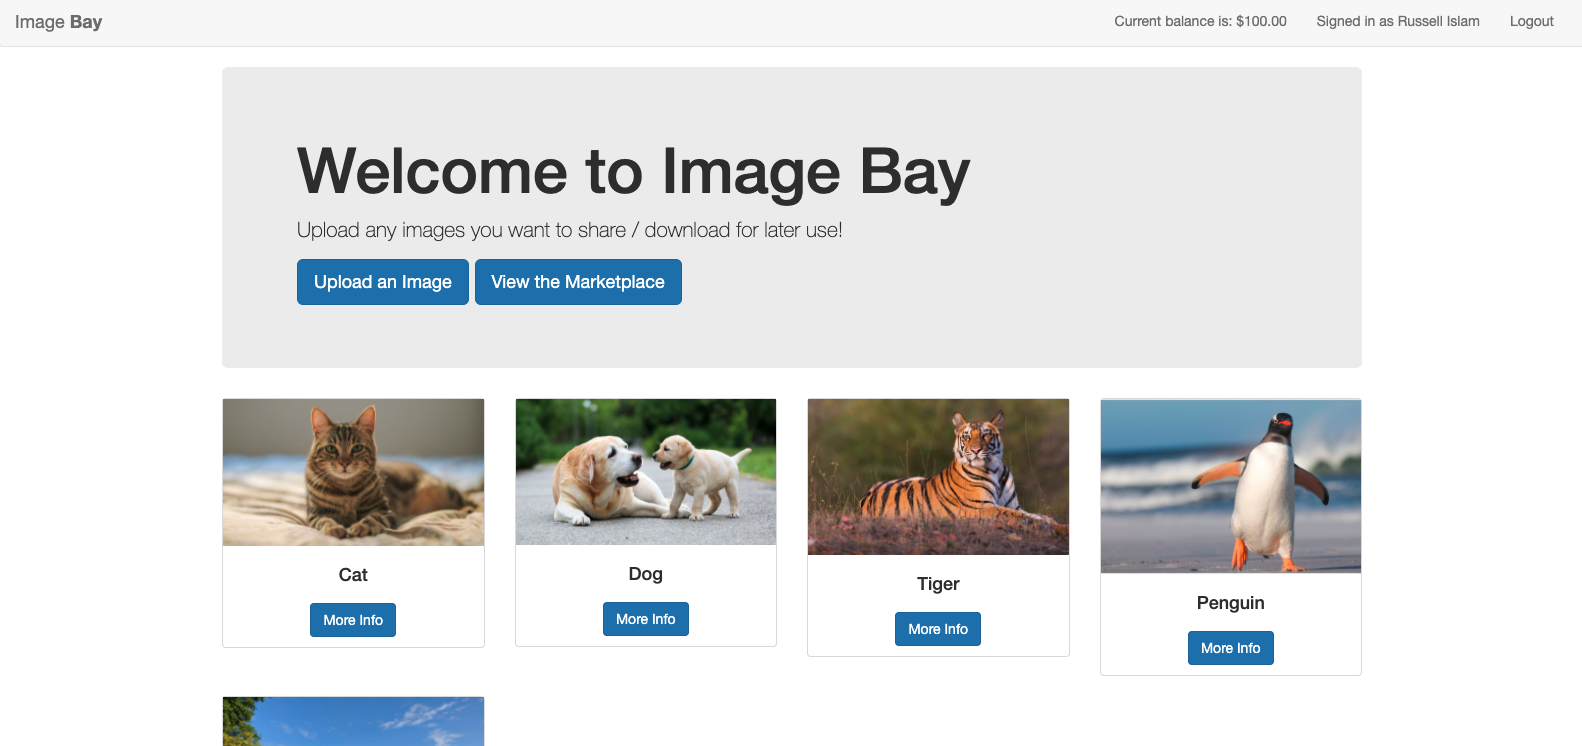 Image Bay
Current balance is: $100.00
Signed in as Russell Islam
Logout
Welcome to Image Bay
Upload any images you want to share / download for later use!
Upload an Image
View the Marketplace
Cat
More Info
Dog
More Info
Tiger
More Info
Penguin
More Info